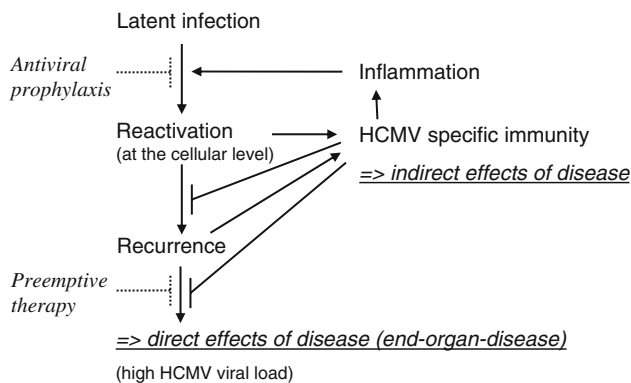 Latent infection
Antiviral
prophylaxis
Inflammation
Reactivation
(at the cellular level)
HCMV specific immunity
=> indirect effects of disease
Recurrence
Preemptive
therapy
=> direct effects of disease (end-organ-disease)
(high HCMV viral load)